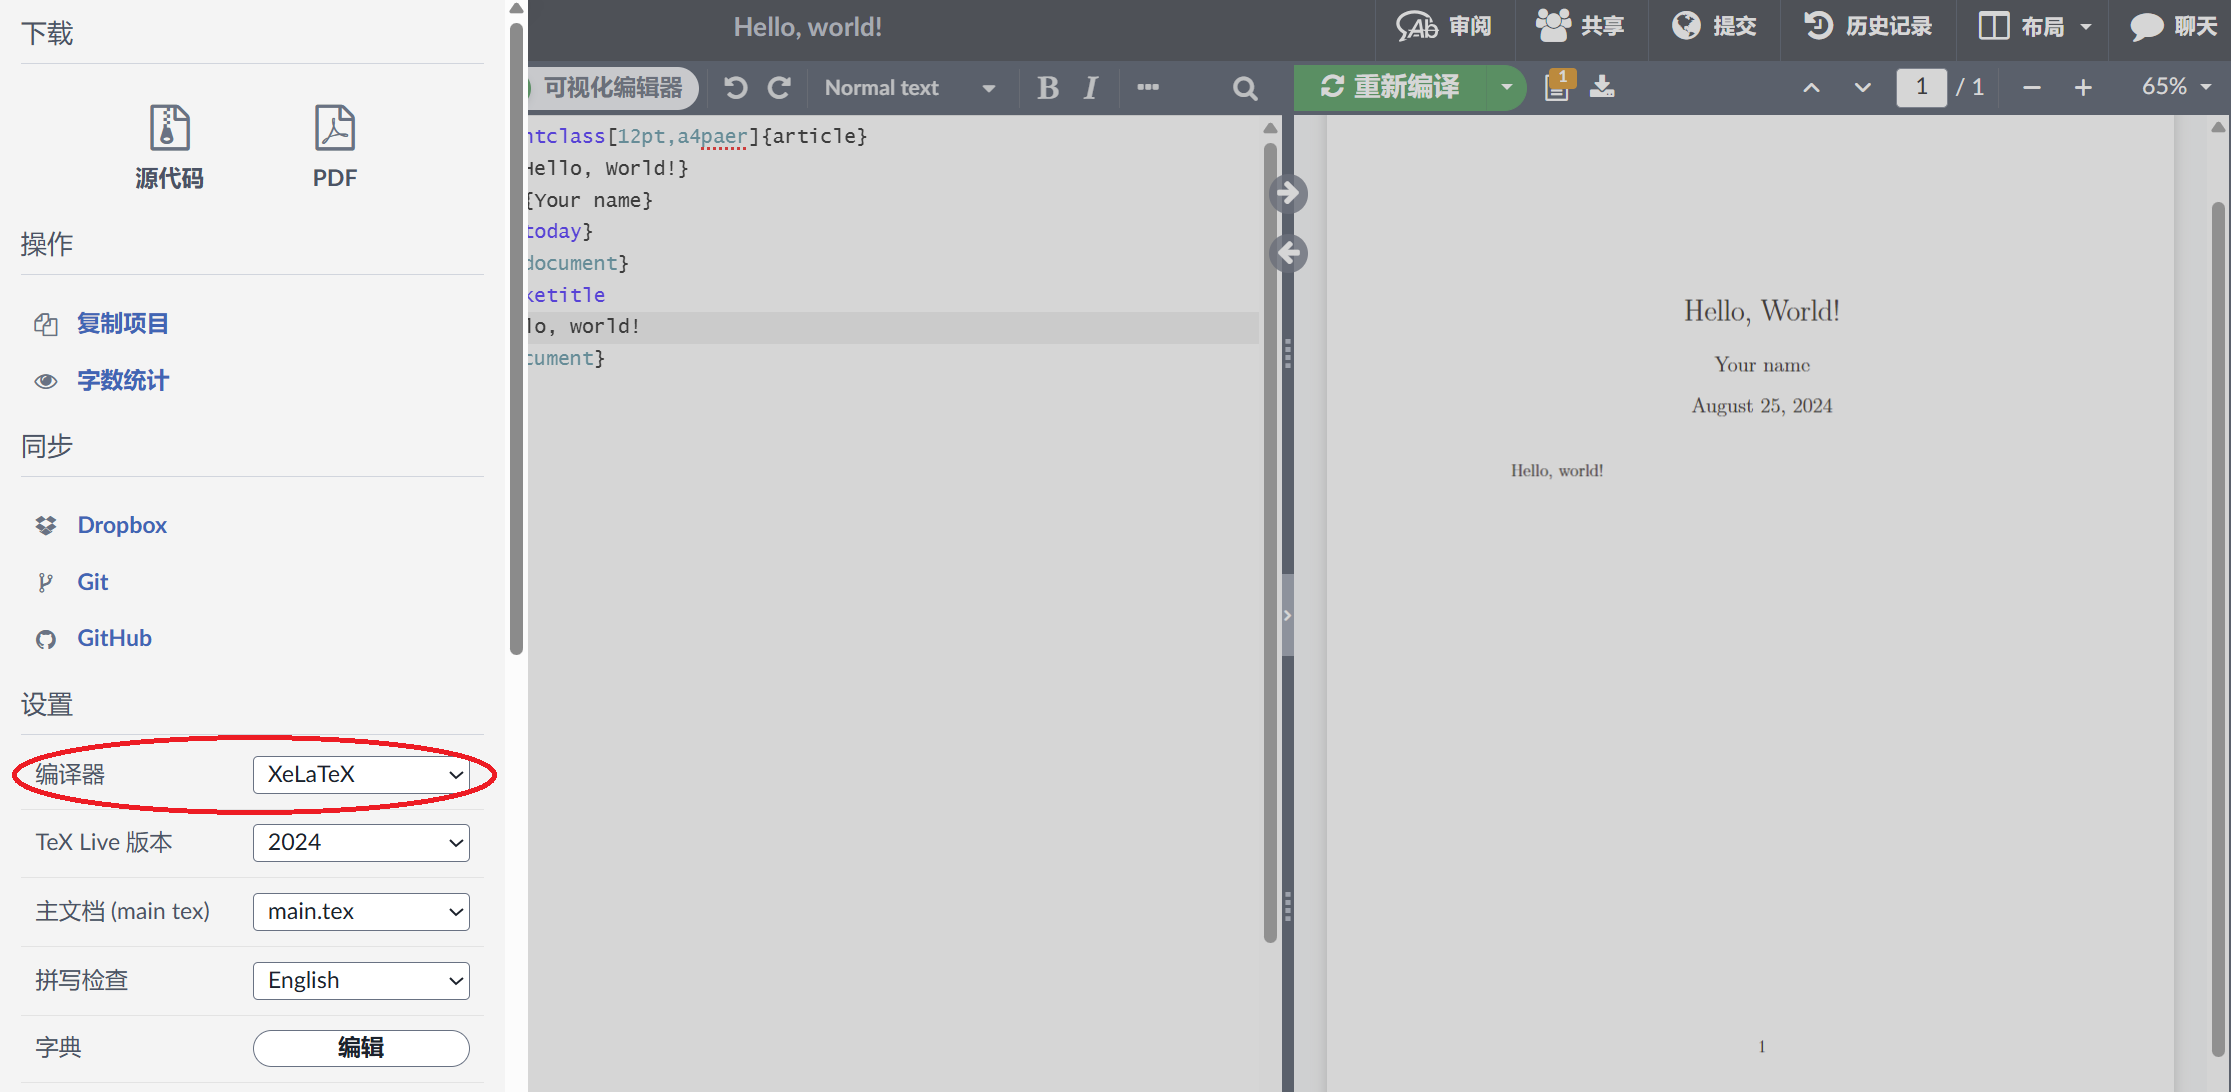 下载
源代码
PDF
操作
复制项目
字数统计
同步
Dropbox
Git
GitHub
设置
编译器 XeLaTeX
TeX Live 版本 2024
主文档 (main tex) main.tex
拼写检查 English
字典 编辑
Hello, world!
审阅 共享 提交 历史记录 布局 聊天
可视化编辑器 Normal text B I
重新编译 1 1 / 1 65%
ntclass[12pt,a4paer]{article}
Hello, World!}
{Your name}
today}
document}
ketitle
lo, world!
cument}
Hello, World!
Your name
August 25, 2024
Hello, world!
1